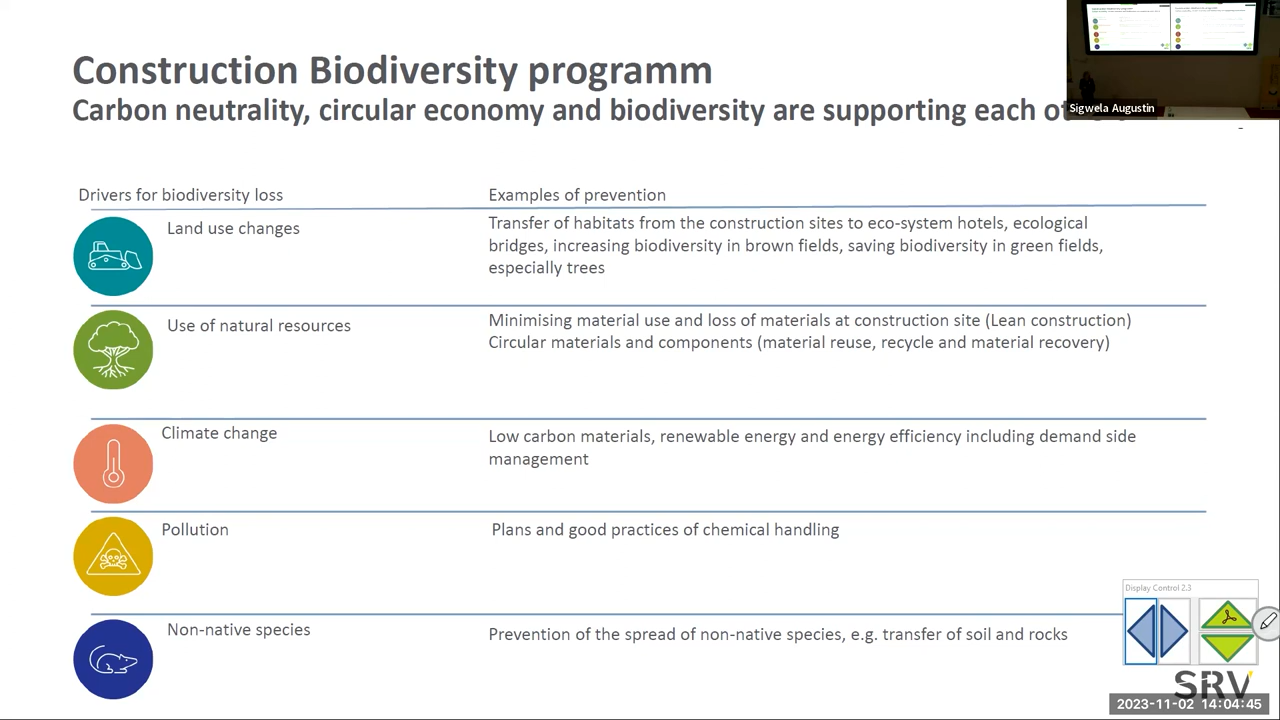 Construction Biodiversity programm
Carbon neutrality, circular economy and biodiversity are supporting each
Sigwela Augustin
Drivers for biodiversity loss
Examples of prevention
Land use changes
Transfer of habitats from the construction sites to eco-system hotels, ecological
bridges, increasing biodiversity in brown fields, saving biodiversity in green fields,
especially trees
Use of natural resources
Minimising material use and loss of materials at construction site (Lean construction)
Circular materials and components (material reuse, recycle and material recovery)
Climate change
Low carbon materials, renewable energy and energy efficiency including demand side
management
Pollution
Plans and good practices of chemical handling
Non-native species
Prevention of the spread of non-native species, e.g. transfer of soil and rocks
Display Control 2.3
SRV
2023-11-02 14:04:45